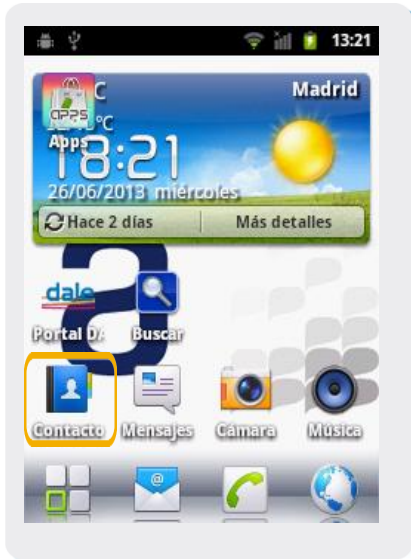 13:21
Madrid
°C
apps
Apps
18:21
26/06/2013 miércoles
Hace 2 días
Más detalles
a
dale
Portal DA
Buscar
Contacto
Mensajes
Cámara
Música
@